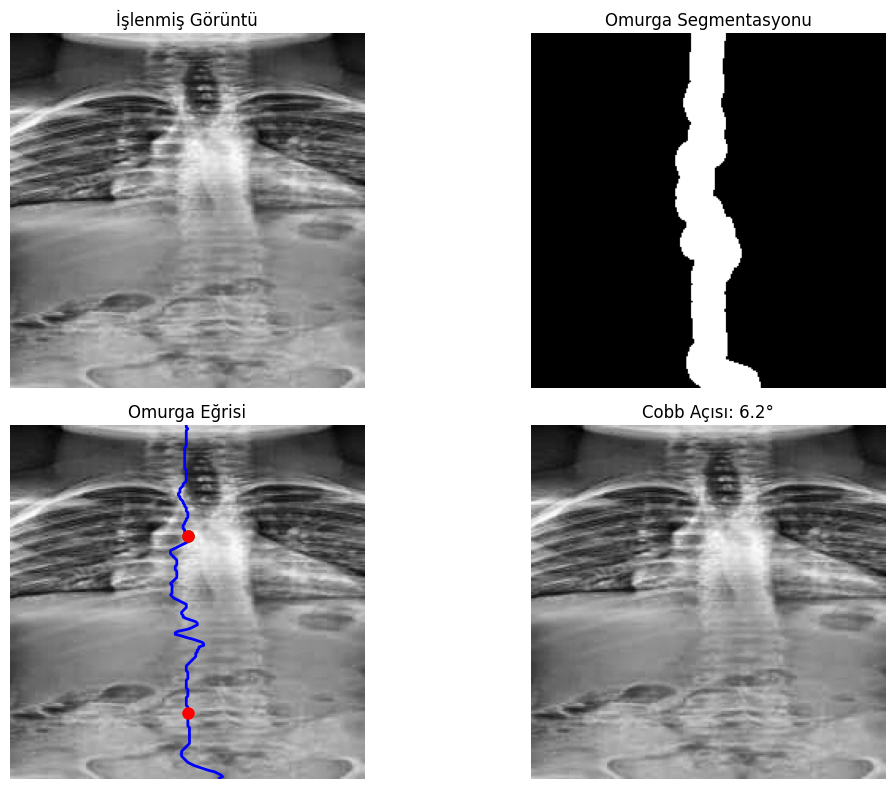 İşlenmiş Görüntü
Omurga Segmentasyonu
Omurga Eğrisi
Cobb Açısı: 6.2°